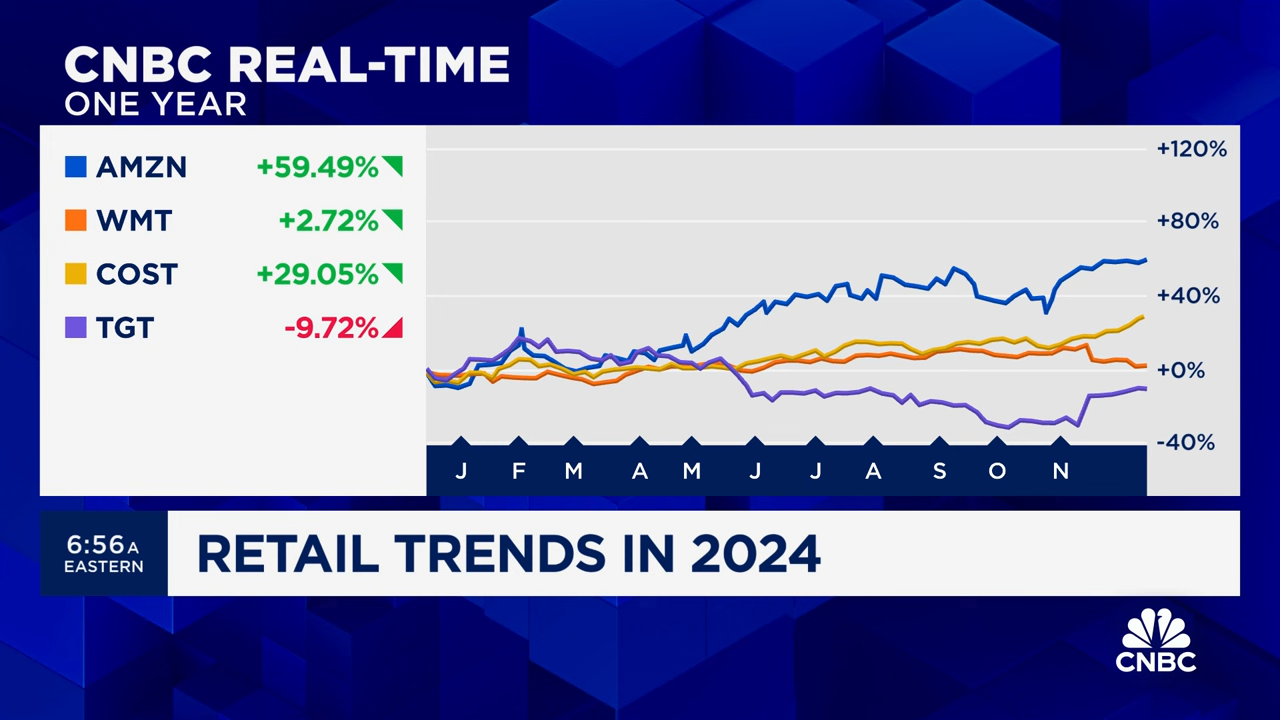 CNBC REAL-TIME
ONE YEAR
AMZN +59.49%
WMT +2.72%
COST +29.05%
TGT -9.72%
+120%
+80%
+40%
+0%
-40%
J F M A M J J A S O N
6:56A
EASTERN
RETAIL TRENDS IN 2024
CNBC